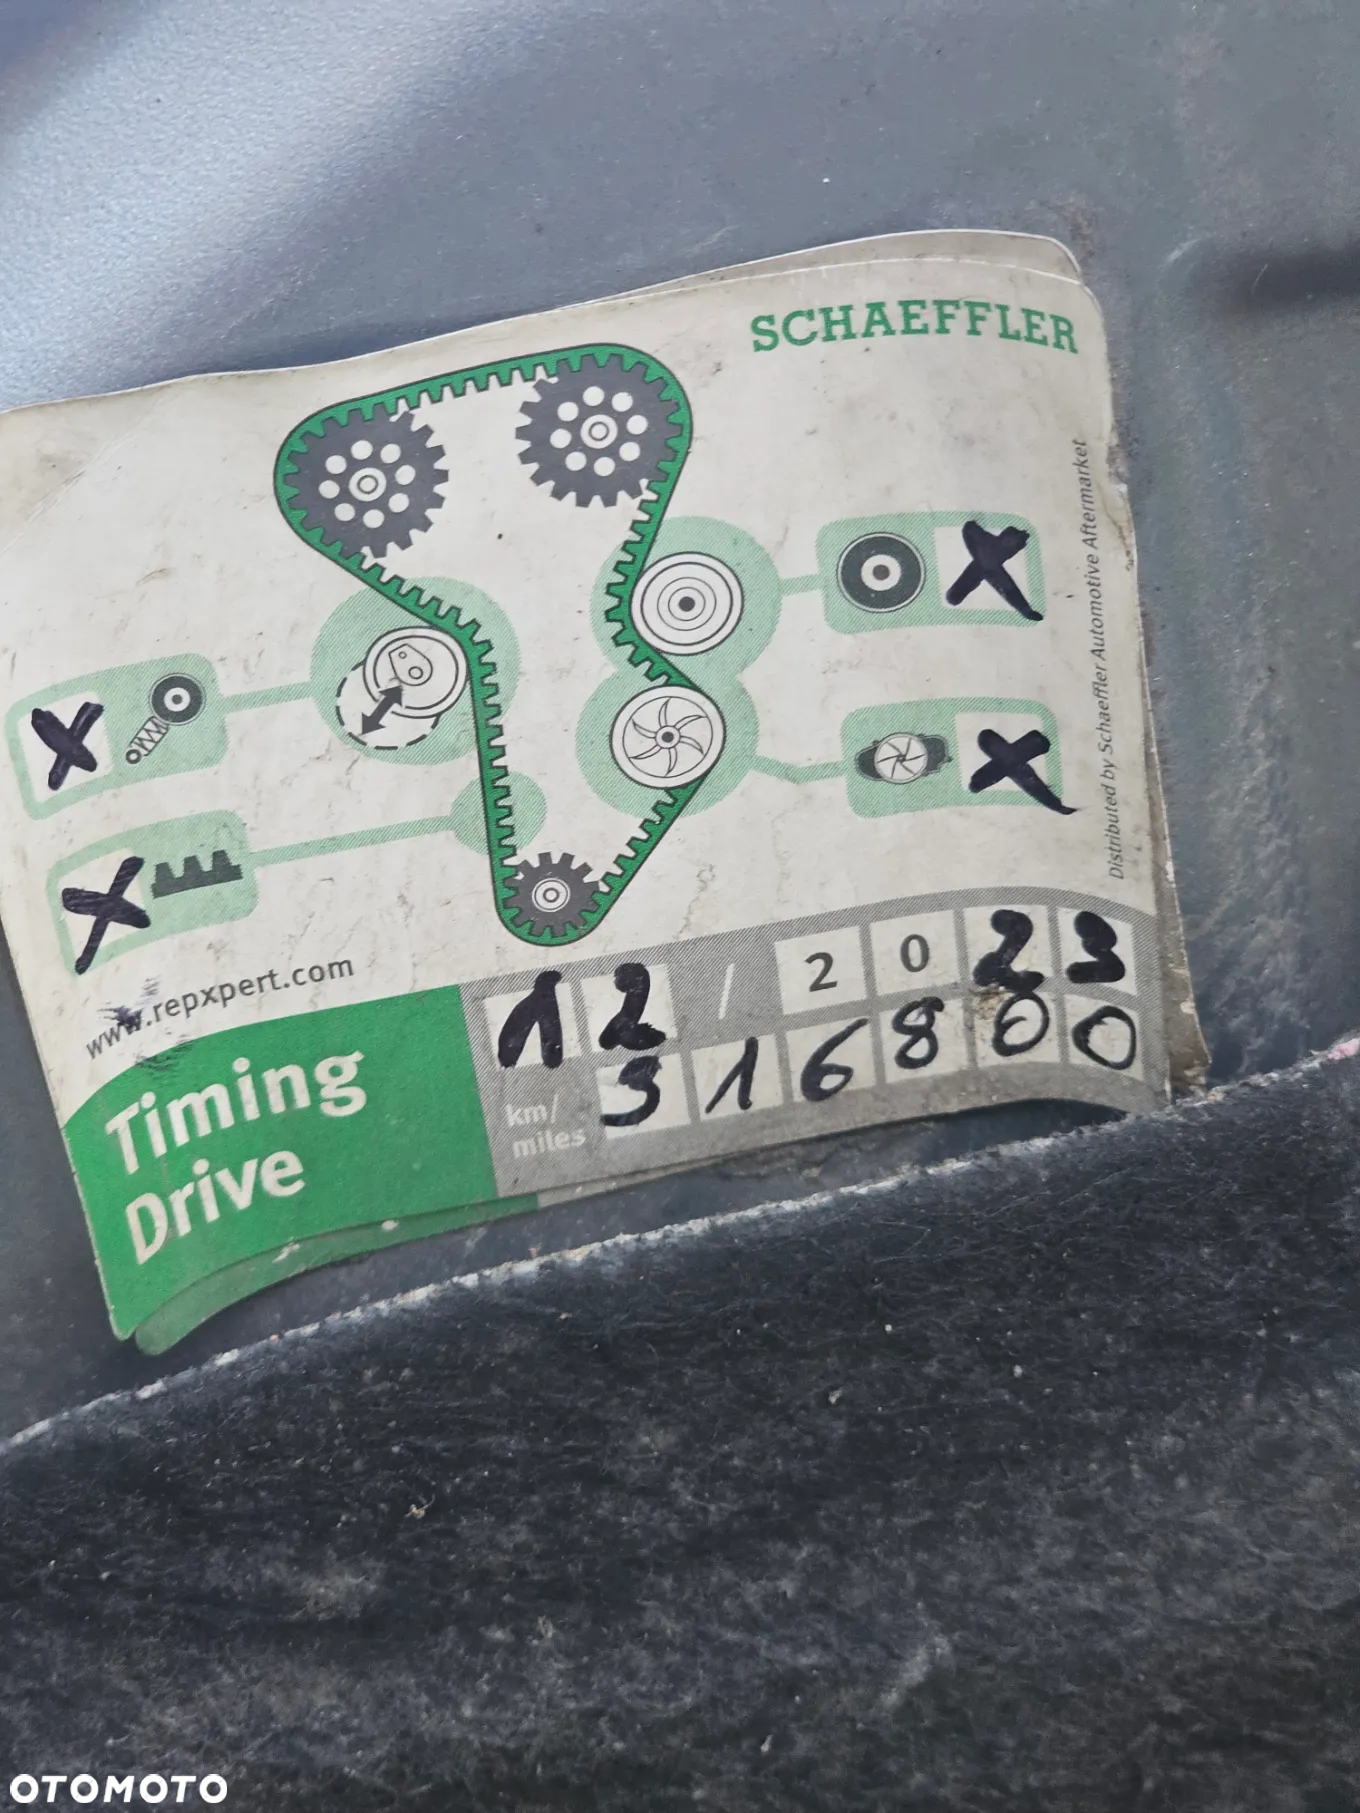 SCHAEFFLER
Distributed by Schaeffler Automotive Aftermarket
X
X
X
X
www.repxpert.com
Timing
Drive
12 / 2023
km/
miles
316800
OTOMOTO